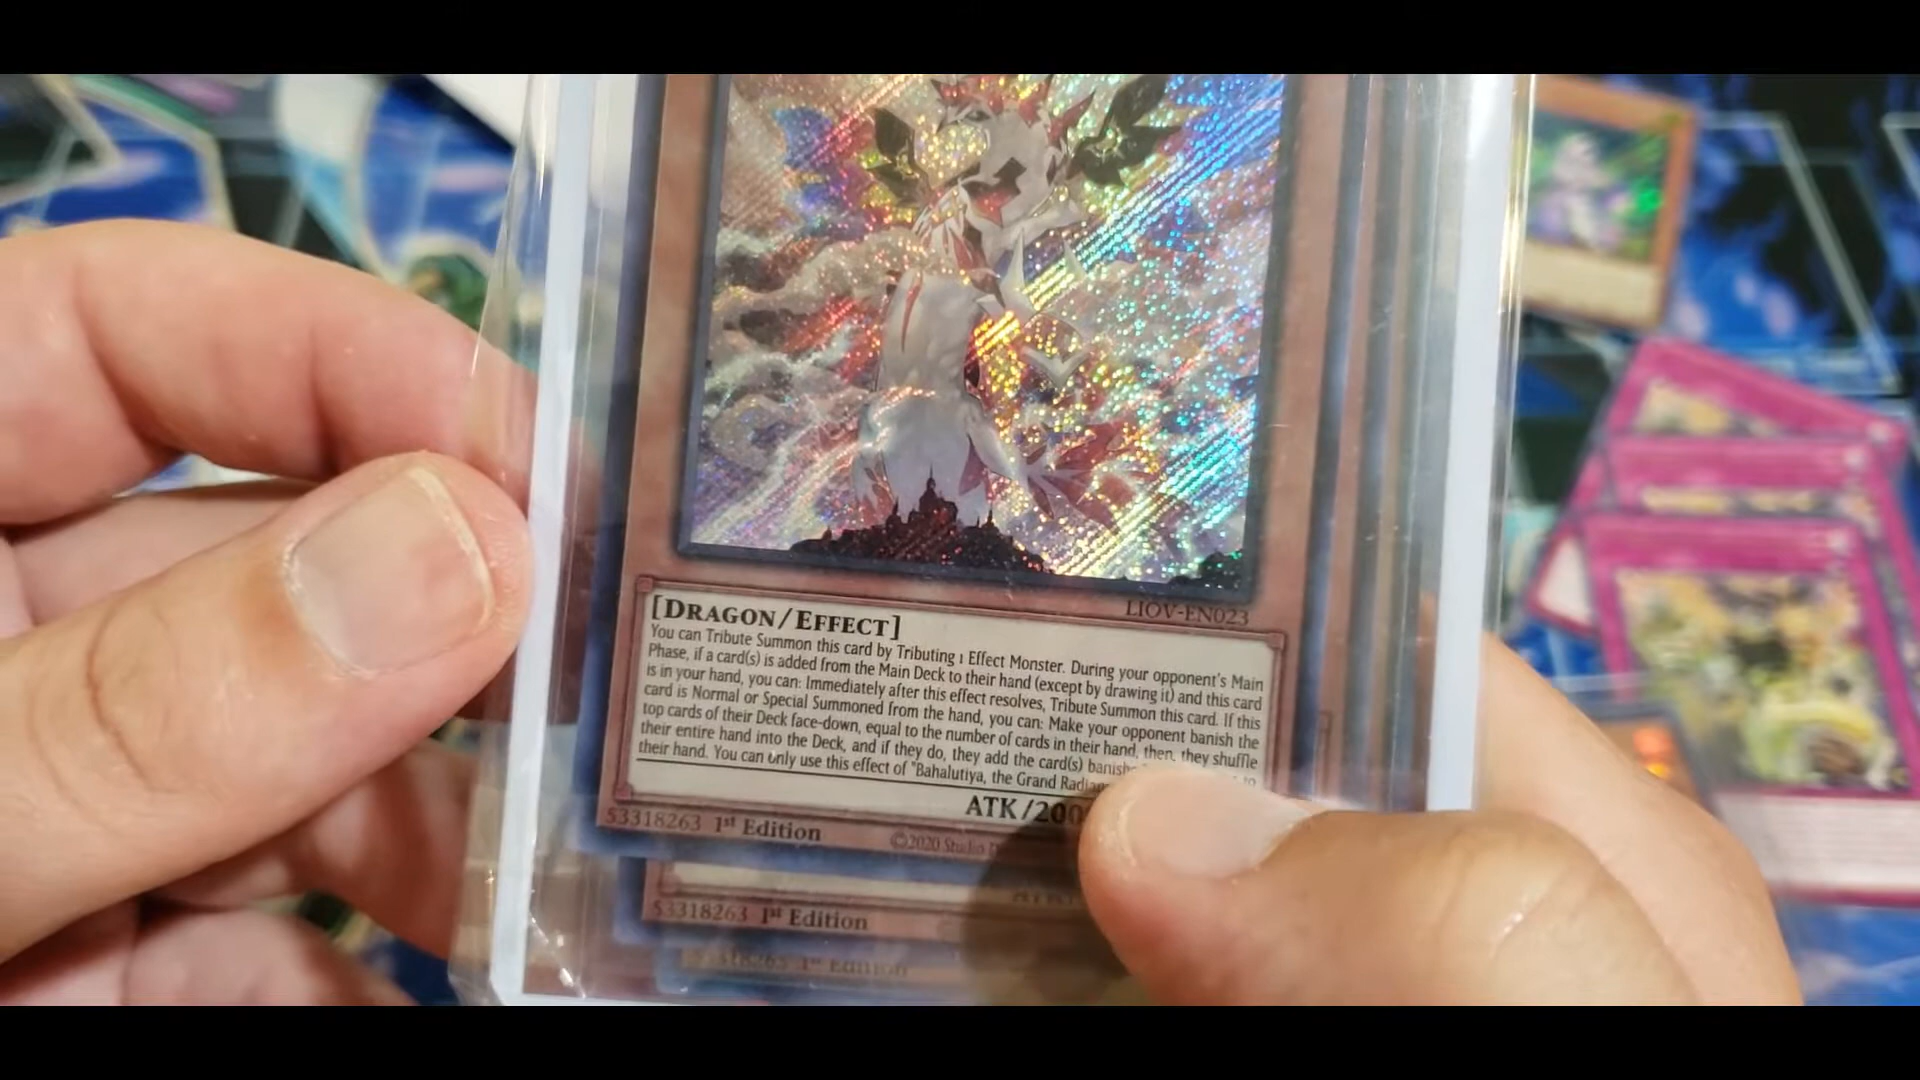 LIOV-EN023
[DRAGON/EFFECT]
You can Tribute Summon this card by Tributing 1 Effect Monster. During your opponent's Main
Phase, if a card(s) is added from the Main Deck to their hand (except by drawing it) and this card
is in your hand, you can: Immediately after this effect resolves, Tribute Summon this card. If this
card is Normal or Special Summoned from the hand, you can: Make your opponent banish the
top cards of their Deck face-down, equal to the number of cards in their hand, then, they shuffle
their entire hand into the Deck, and if they do, they add the card(s) to
their hand. You can only use this effect of "Bahalutiya, the Grand
ATK/200
53318263 1st Edition
©2020 Studio
53318263 1st Edition
1st Edition